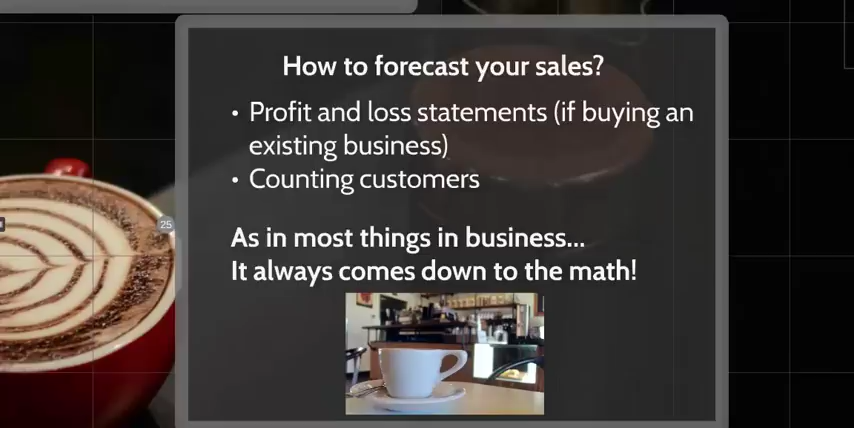 How to forecast your sales?
• Profit and loss statements (if buying an
existing business)
• Counting customers
As in most things in business...
It always comes down to the math!
25